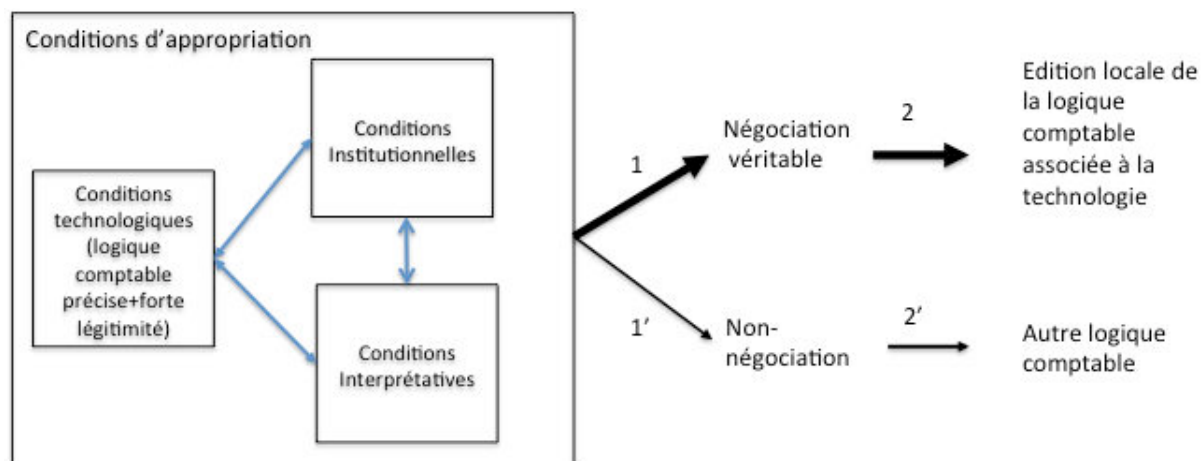 Conditions d'appropriation
Conditions
Institutionnelles
Conditions
technologiques
(logique
comptable
précise+forte
légitimité)
Conditions
Interprétatives
1
Négociation
véritable
2
Edition locale de
la logique
comptable
associée à la
technologie
1'
Non-
négociation
2'
Autre logique
comptable